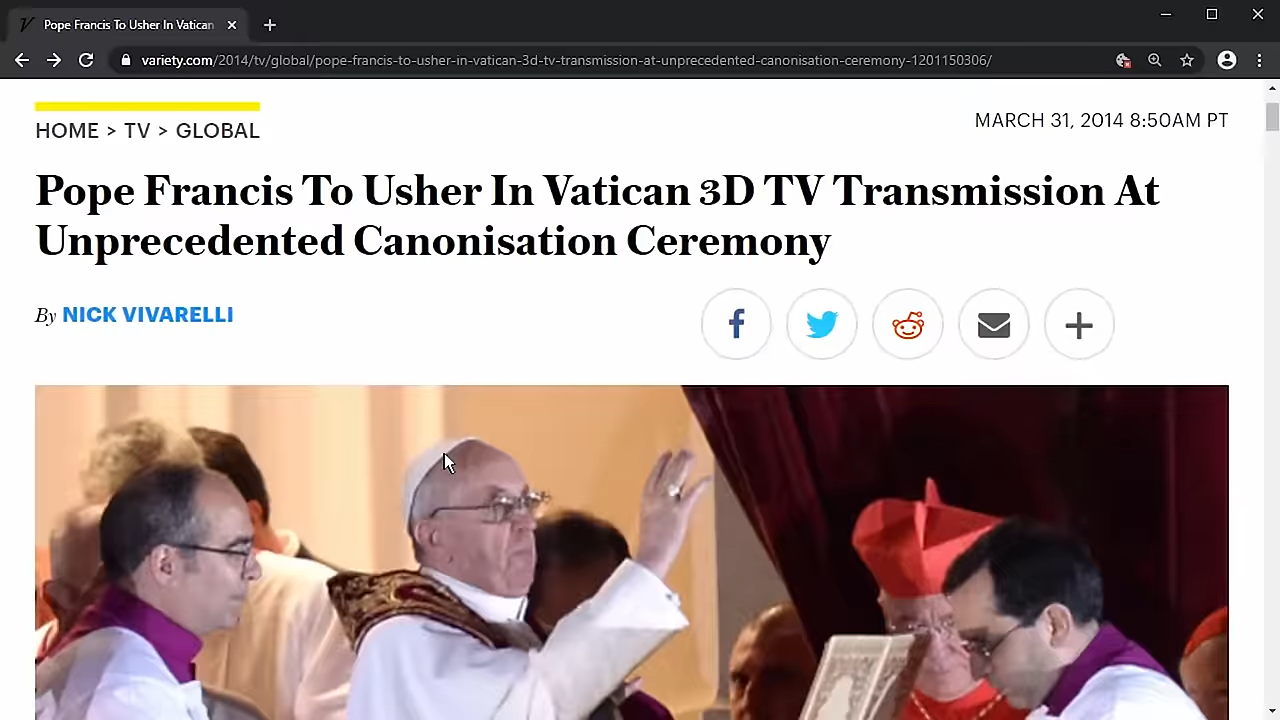 Pope Francis To Usher In Vatican
variety.com/2014/tv/global/pope-francis-to-usher-in-vatican-3d-tv-transmission-at-unprecedented-canonisation-ceremony-1201150306/
HOME > TV > GLOBAL
MARCH 31, 2014 8:50AM PT
Pope Francis To Usher In Vatican 3D TV Transmission At
Unprecedented Canonisation Ceremony
By NICK VIVARELLI